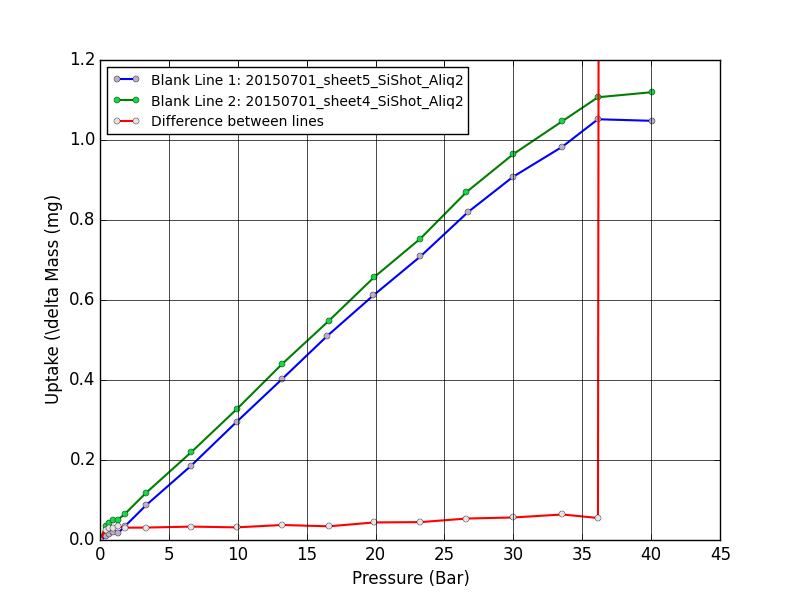 1.2
1.0
0.8
0.6
0.4
0.2
0.0
Uptake (\delta Mass (mg)
Blank Line 1: 20150701_sheet5_SiShot_Aliq2
Blank Line 2: 20150701_sheet4_SiShot_Aliq2
Difference between lines
0 5 10 15 20 25 30 35 40 45
Pressure (Bar)